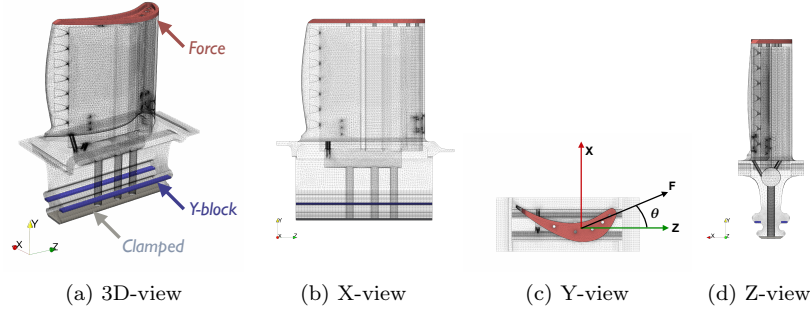 Force
Y-block
Clamped
Y
X
Z
X
F
θ
Z
(a) 3D-view
(b) X-view
(c) Y-view
(d) Z-view